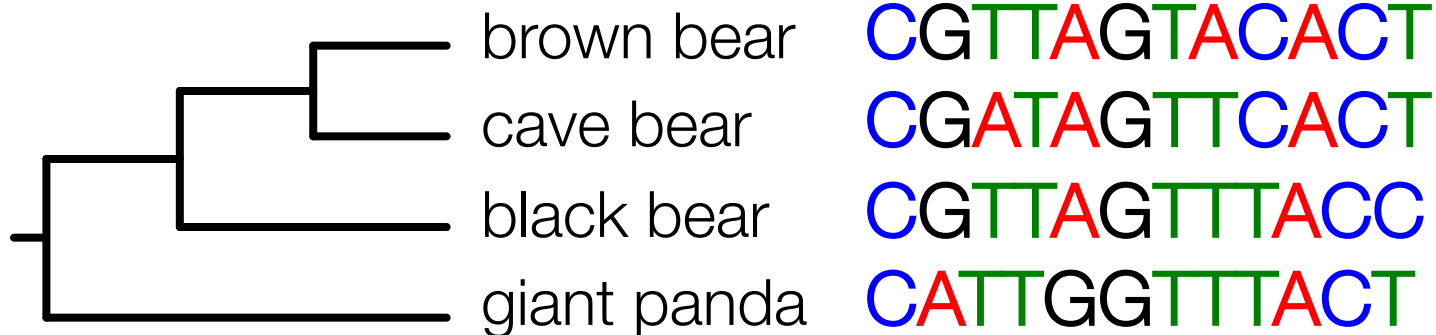 brown bear CGTTAGTACACT
cave bear CGATAGTTCACT
black bear CGTTAGTTTACC
giant panda CATTGGTTTACT